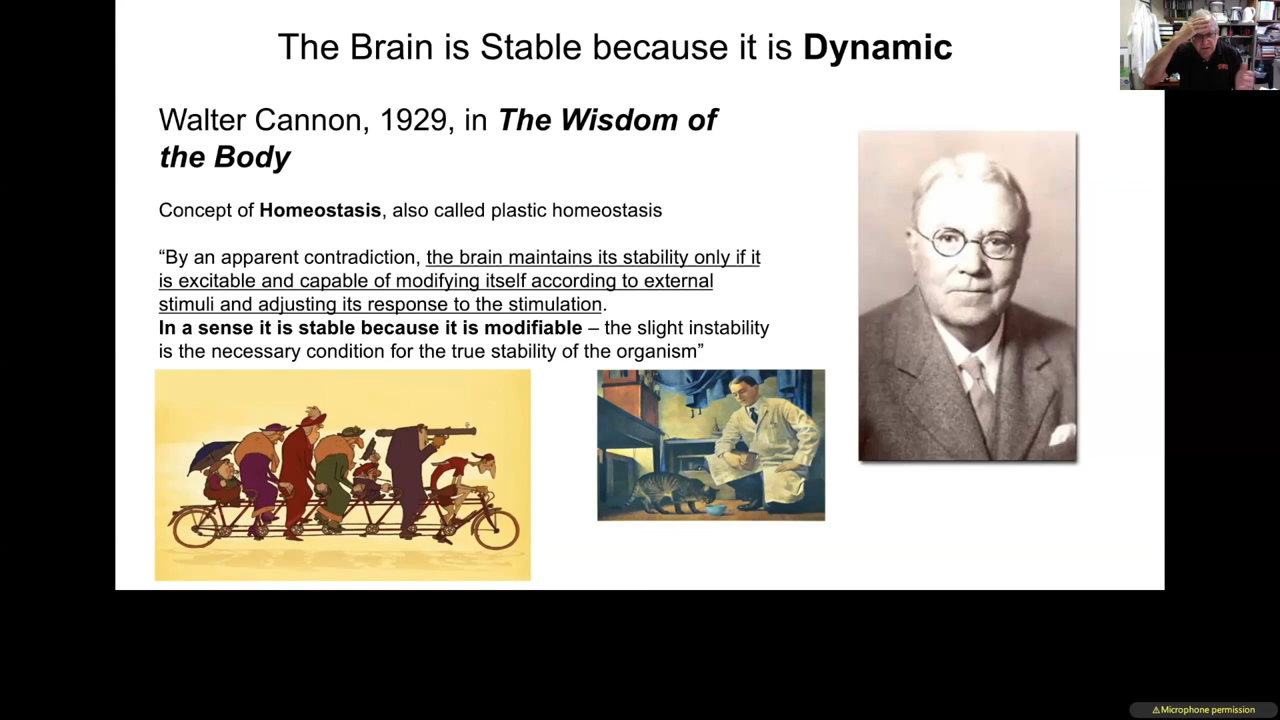 The Brain is Stable because it is Dynamic
Walter Cannon, 1929, in The Wisdom of
the Body
Concept of Homeostasis, also called plastic homeostasis
“By an apparent contradiction, the brain maintains its stability only if it
is excitable and capable of modifying itself according to external
stimuli and adjusting its response to the stimulation.
In a sense it is stable because it is modifiable – the slight instability
is the necessary condition for the true stability of the organism”
⚠Microphone permission